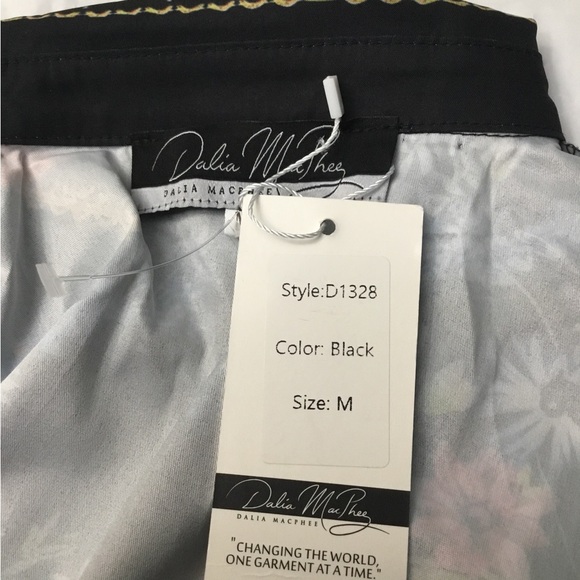 Dalia MacPhee
DALIA MACPHEE
Style:D1328
Color: Black
Size: M
Dalia MacPhee
DALIA MACPHEE
"CHANGING THE WORLD,
ONE GARMENT AT A TIME."